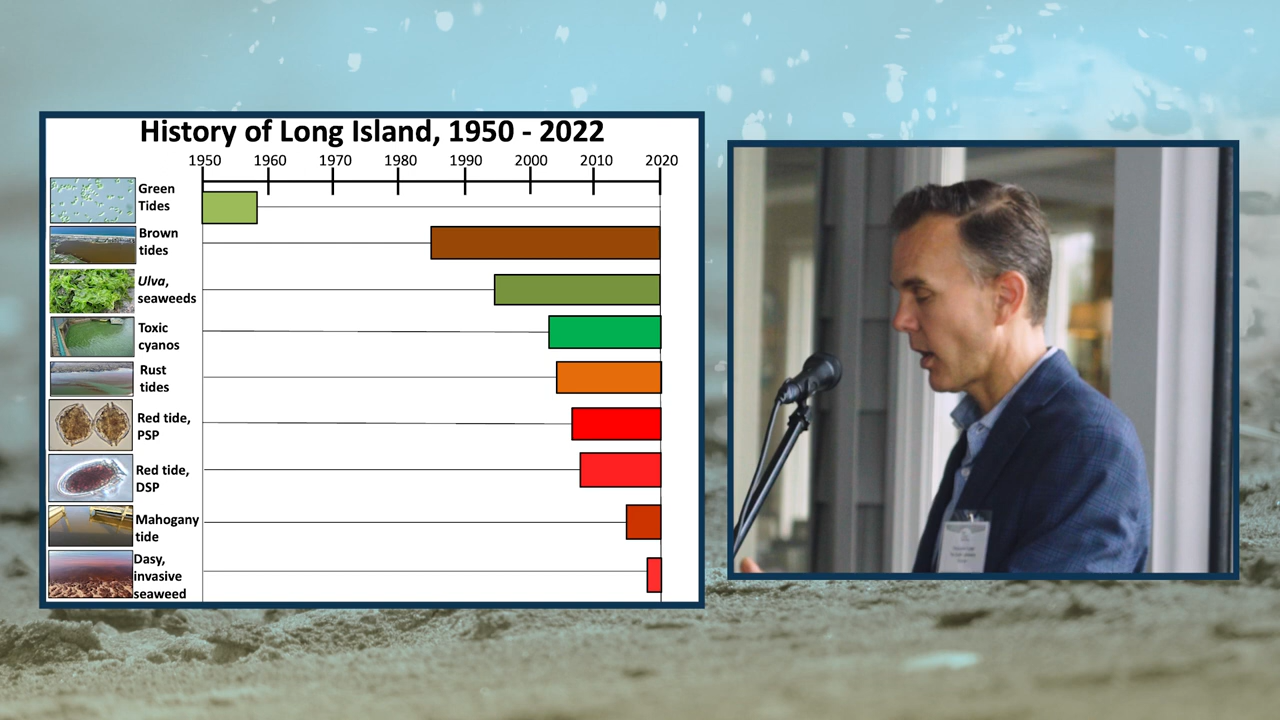 History of Long Island, 1950 - 2022
1950 1960 1970 1980 1990 2000 2010 2020
Green
Tides
Brown
tides
Ulva,
seaweeds
Toxic
cyanos
Rust
tides
Red tide,
PSP
Red tide,
DSP
Mahogany
tide
Dasy,
invasive
seaweed